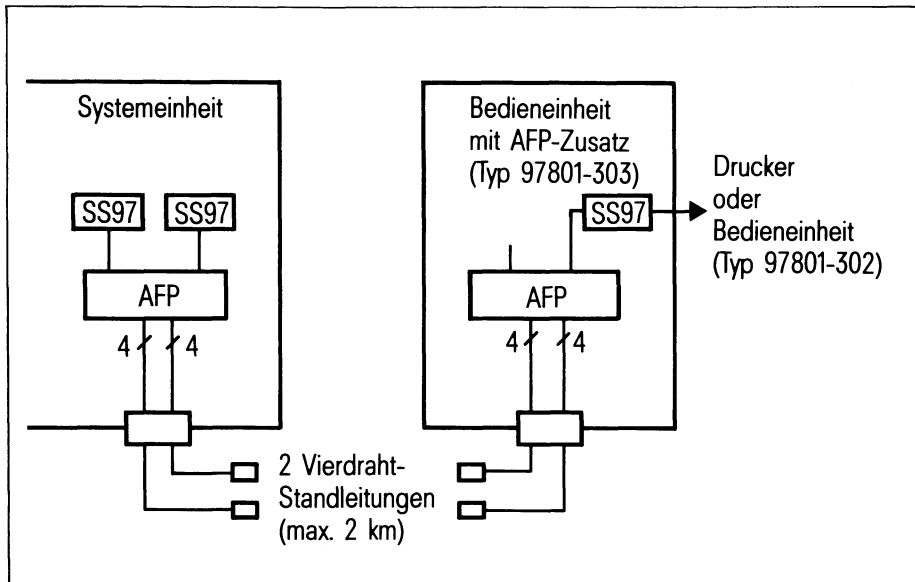 Systemeinheit
SS97 SS97
AFP
4 4
Bedieneinheit
mit AFP-Zusatz
(Typ 97801-303)
SS97
AFP
4 4
Drucker
oder
Bedieneinheit
(Typ 97801-302)
2 Vierdraht-
Standleitungen
(max. 2 km)